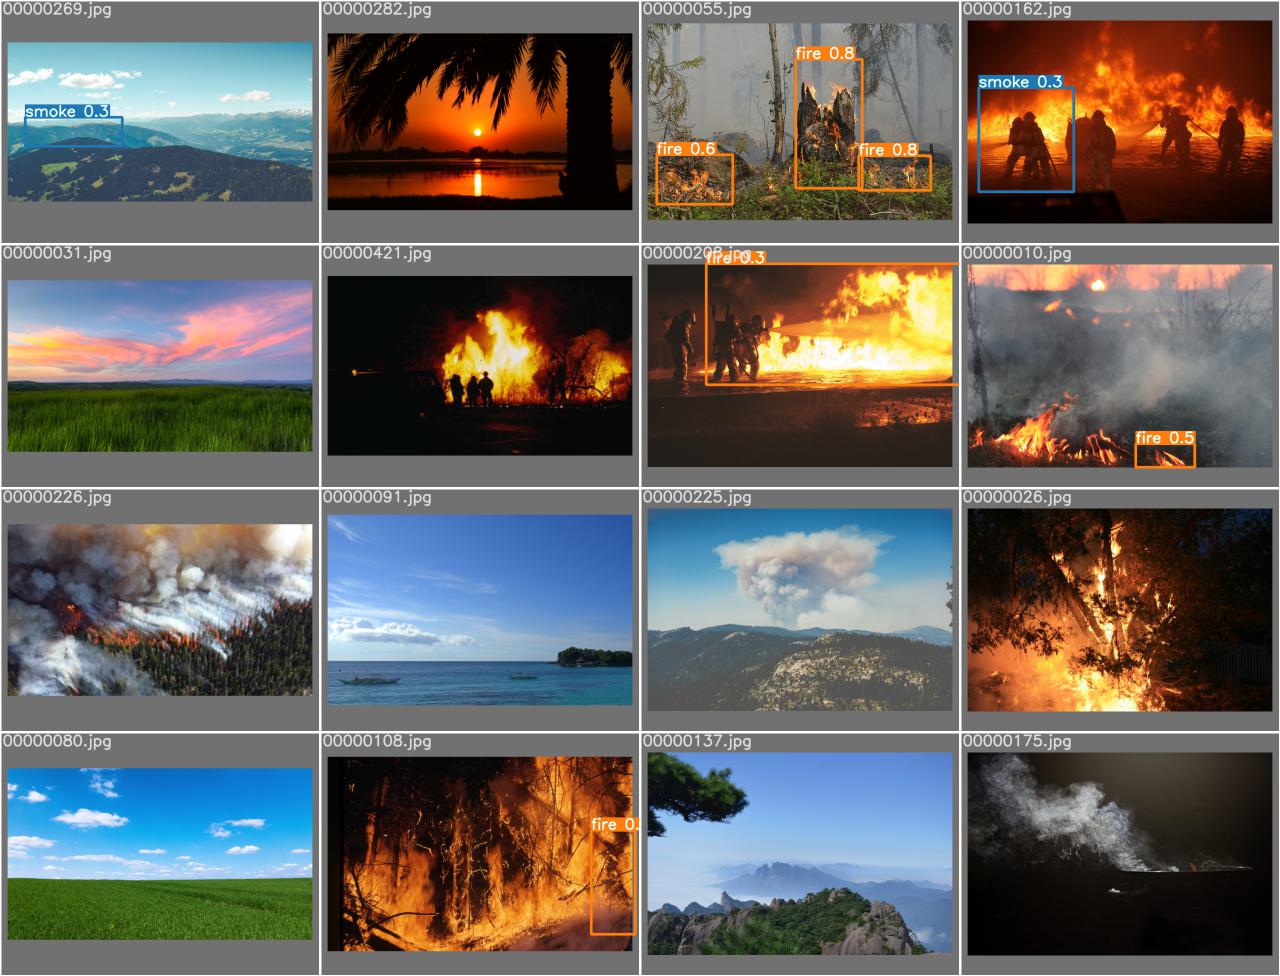 00000269.jpg
00000282.jpg
00000055.jpg
00000162.jpg
smoke 0.3
fire 0.8
fire 0.6
fire 0.8
smoke 0.3
00000031.jpg
00000421.jpg
00000208.jpg
00000010.jpg
fire 0.3
fire 0.5
00000226.jpg
00000091.jpg
00000225.jpg
00000026.jpg
00000080.jpg
00000108.jpg
00000137.jpg
00000175.jpg
fire 0.